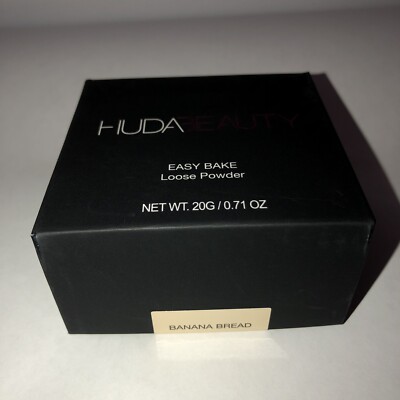 HUDABEAUTY
EASY BAKE
Loose Powder
NET WT. 20G / 0.71 OZ
BANANA BREAD